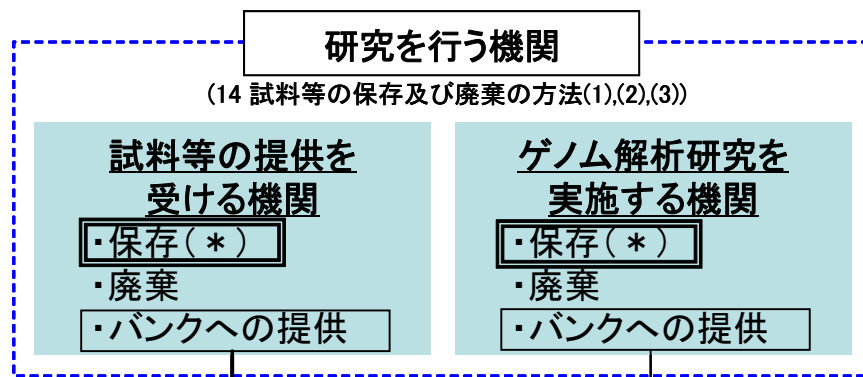 研究を行う機関
(14 試料等の保存及び廃棄の方法(1),(2),(3))
試料等の提供を
受ける機関
・保存(＊)
・廃棄
・バンクへの提供
ゲノム解析研究を
実施する機関
・保存(＊)
・廃棄
・バンクへの提供